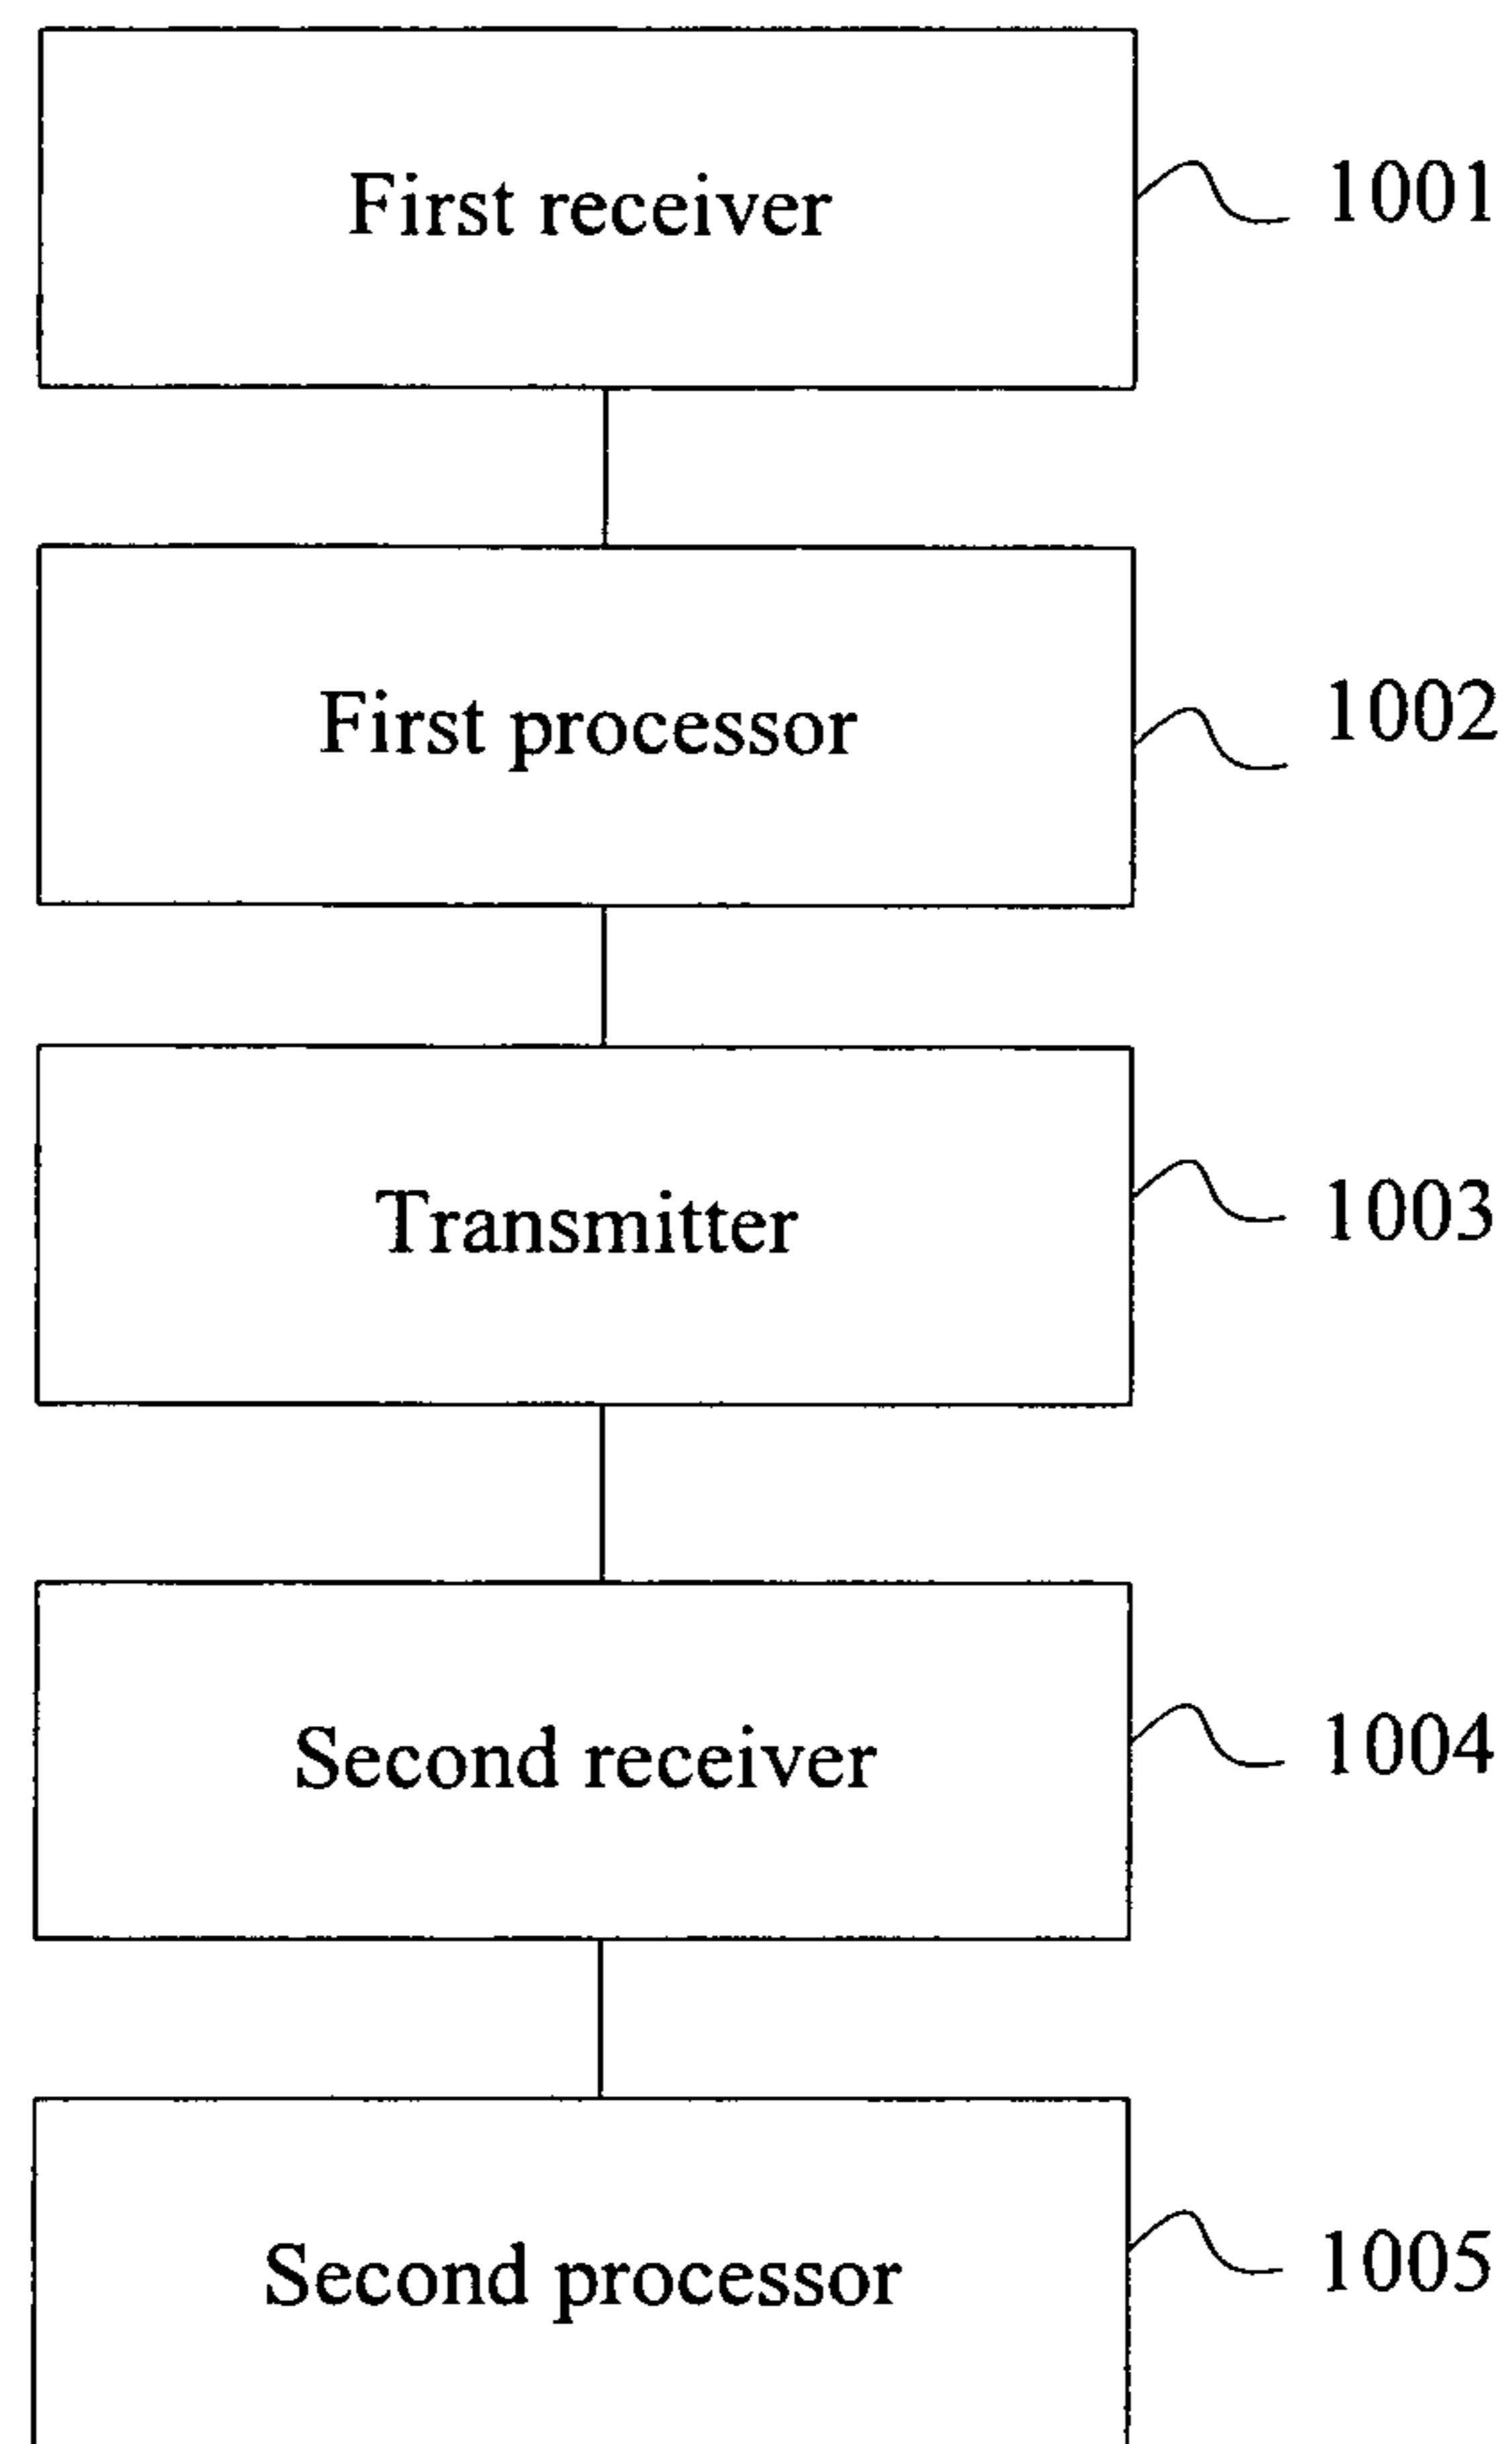 First receiver 1001
First processor 1002
Transmitter 1003
Second receiver 1004
Second processor 1005